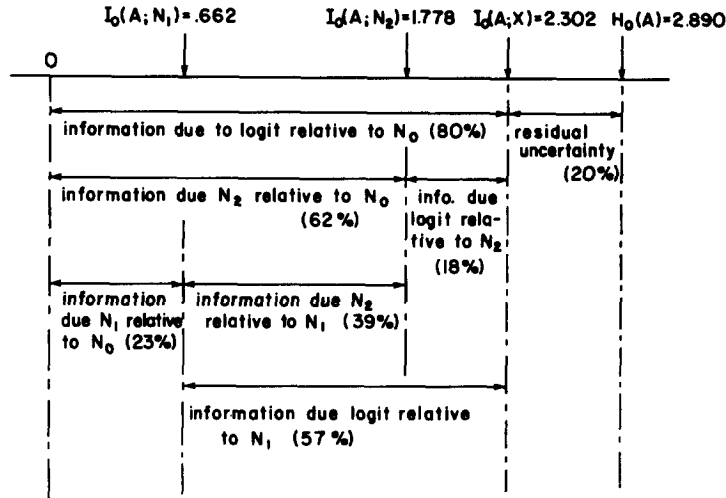 I₀(A;N₁)=.662 I₀(A;N₂)=1.778 I₀(A;X)=2.302 H₀(A)=2.890
0
information due to logit relative to N₀ (80%)
residual
uncertainty
(20%)
information due N₂ relative to N₀
(62%)
info. due
logit rela-
tive to N₂
(18%)
information
due N₁ relative
to N₀ (23%)
information due N₂
relative to N₁ (39%)
information due logit relative
to N₁ (57%)